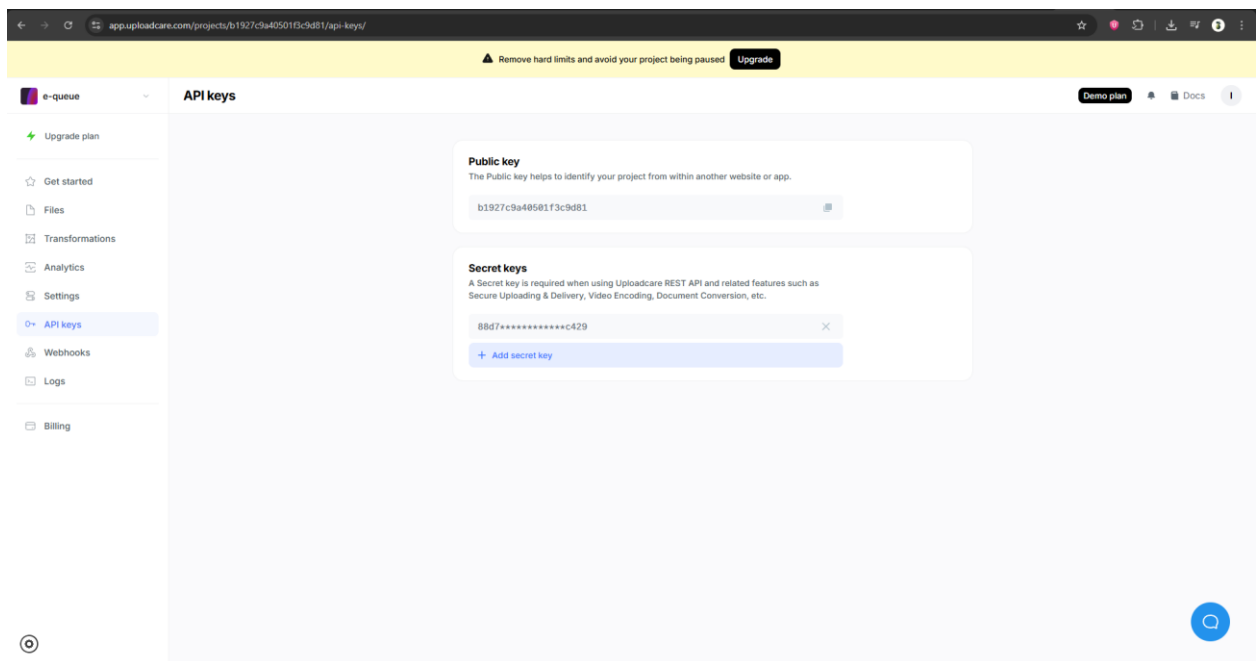 app.uploadcare.com/projects/b1927c9a40501f3c9d81/api-keys/
Remove hard limits and avoid your project being paused Upgrade
e-queue
API keys
Demo plan
Docs
I
Upgrade plan
Get started
Files
Transformations
Analytics
Settings
API keys
Webhooks
Logs
Billing
Public key
The Public key helps to identify your project from within another website or app.
b1927c9a40501f3c9d81
Secret keys
A Secret key is required when using Uploadcare REST API and related features such as
Secure Uploading & Delivery, Video Encoding, Document Conversion, etc.
88d7************c429
+ Add secret key